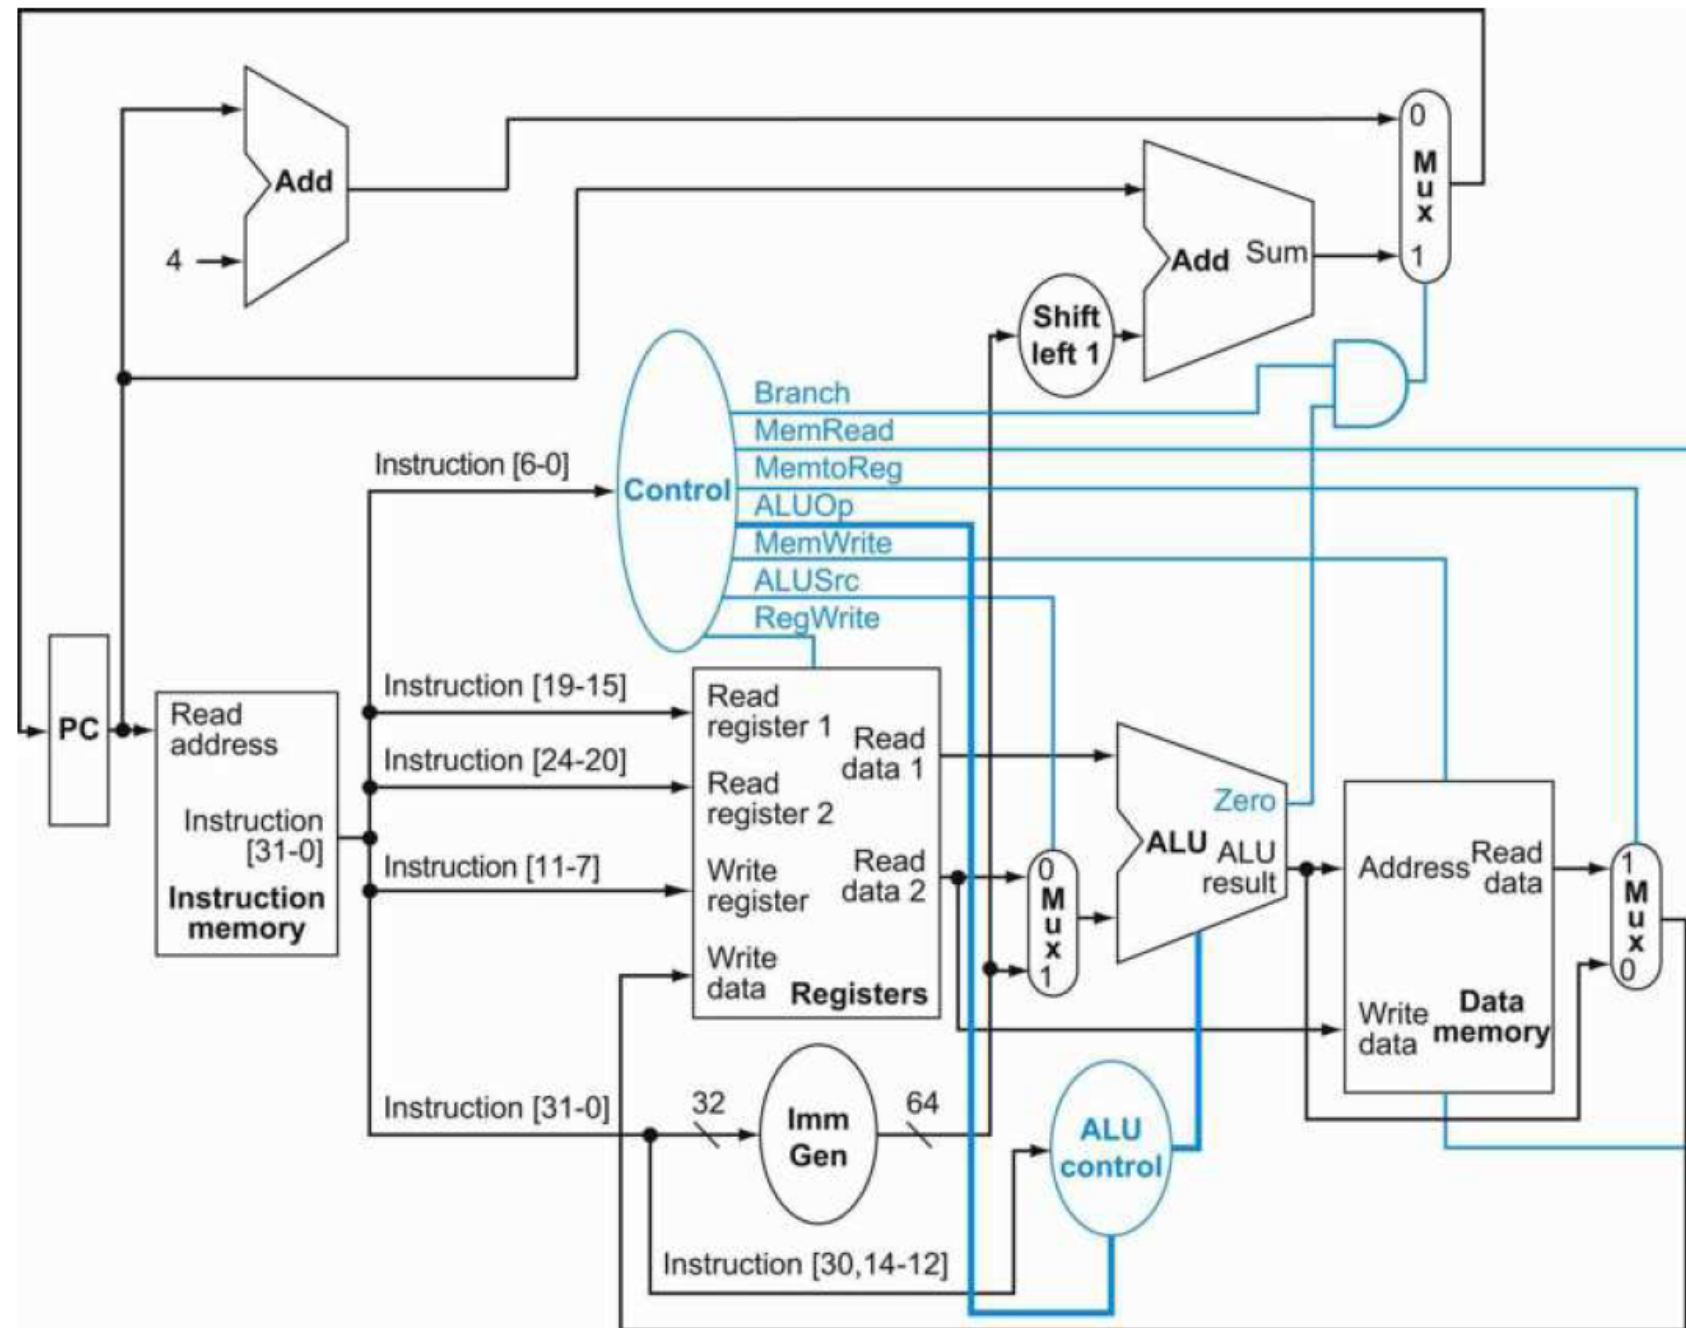 Add
4
0
M
u
x
1
Add Sum
Shift
left 1
Branch
MemRead
MemtoReg
ALUOp
MemWrite
ALUSrc
RegWrite
Control
Instruction [6-0]
PC
Read
address
Instruction
[31-0]
Instruction
memory
Instruction [19-15]
Instruction [24-20]
Instruction [11-7]
Read
register 1
Read
register 2
Write
register
Write
data
Read
data 1
Read
data 2
Registers
0
M
u
x
1
Zero
ALU
ALU
result
Address
Read
data
Write
data
Data
memory
1
M
u
x
0
Instruction [31-0]
32
Imm
Gen
64
ALU
control
Instruction [30,14-12]